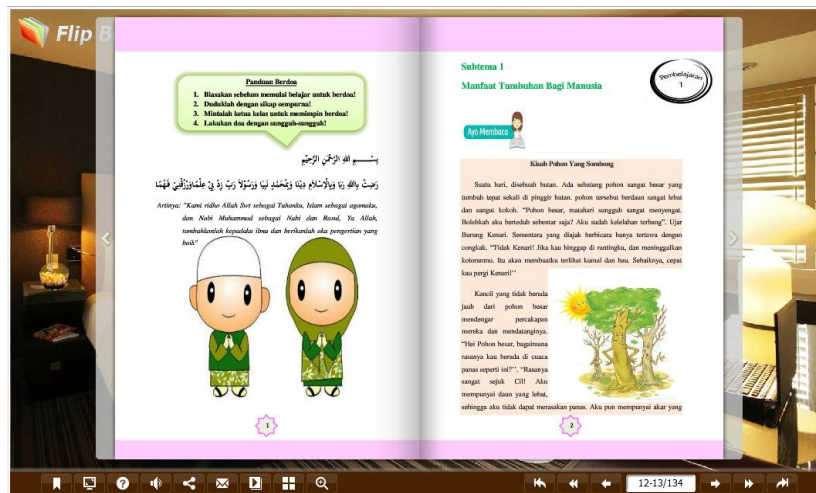 Flip B
Panduan Berdoa
1. Biasakan sebelum memulai belajar untuk berdoa!
2. Duduklah dengan sikap sempurna!
3. Mintalah ketua kelas untuk memimpin berdoa!
4. Lakukan doa dengan sungguh-sungguh!
بِسْــــمِ اللهِ الرَّحْمٰنِ الرَّحِيْمِ
رَضِتُ بِاللهِ رَبَا وَبِالْاِسْلَامِ دِيْنَا وَبِمُحَمَّدٍ نَبِيَا وَرَسُوْلاَ رَبِّ زِدْ نِيْ عِلْمًاوَرْزُقْنِيْ فَهْمًا
Artinya: "Kami ridho Allah Swt sebagai Tuhanku, Islam sebagai agamaku,
dan Nabi Muhammad sebagai Nabi dan Rasul, Ya Allah,
tambahkanlah kepadaku ilmu dan berikanlah aku pengertian yang
baik"
1
Subtema 1
Manfaat Tumbuhan Bagi Manusia
Pembelajaran
1
Ayo Membaca
Kisah Pohon Yang Sombong
Suatu hari, disebuah hutan. Ada sebatang pohon sangat besar yang
tumbuh tepat sekali di pinggir hutan. pohon tersebut berdaun sangat lebat
dan sangat kokoh. "Pohon besar, matahari sungguh sangat menyengat.
Bolehkah aku berteduh sebentar saja? Aku sudah kelelahan terbang", Ujar
Burung Kenari. Sementara yang diajak berbicara hanya tertawa dengan
congkak. "Tidak Kenari! Jika kau hinggap di rantingku, dan meninggalkan
kotoranmu. Itu akan membuatku terlihat kumal dan bau. Sebaiknya, cepat
kau pergi Kenari!"
Kancil yang tidak berada
jauh dari pohon besar
mendengar percakapan
mereka dan mendatanginya.
"Hei Pohon besar, bagaimana
rasanya kau berada di cuaca
panas seperti ini?". "Rasanya
sangat sejuk Cil! Aku
mempunyai daun yang lebat,
sehingga aku tidak dapat merasakan panas. Aku pun mempunyai akar yang
2
12-13/134